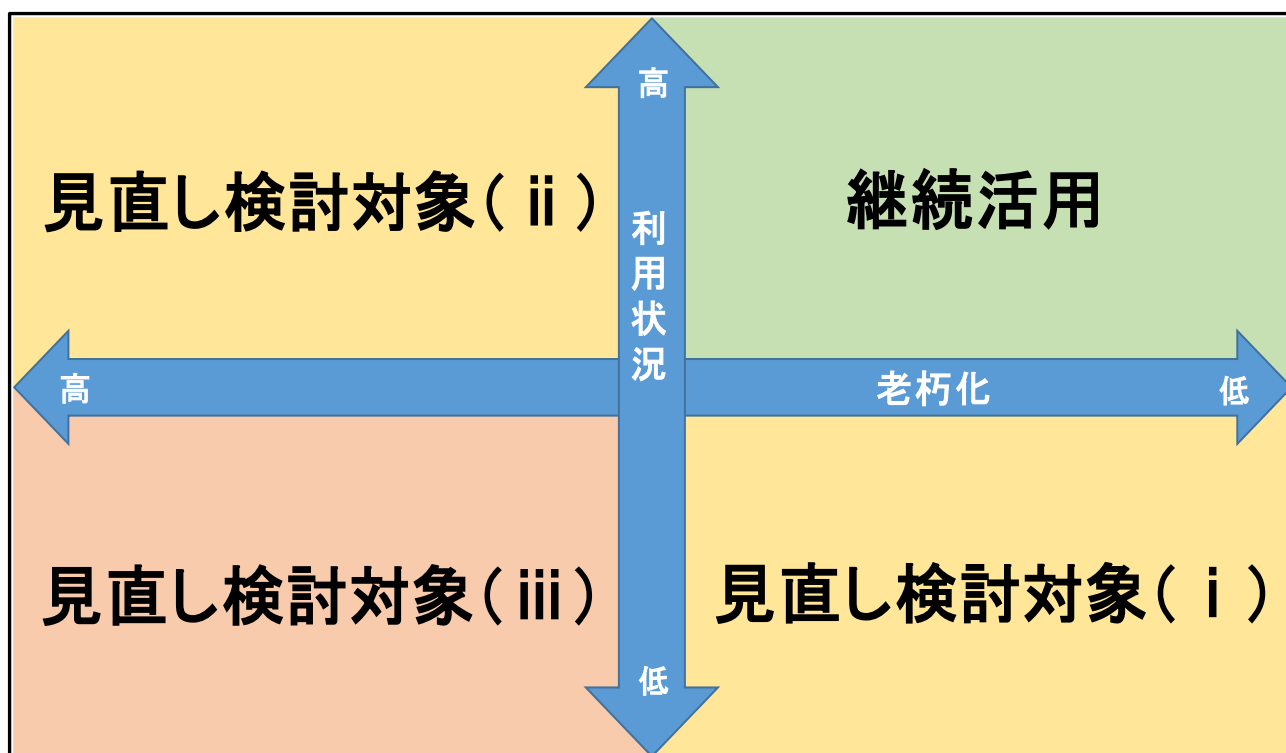 高
見直し検討対象（ⅱ）
継続活用
利用状況
高
老朽化
低
見直し検討対象（ⅲ）
見直し検討対象（ⅰ）
低